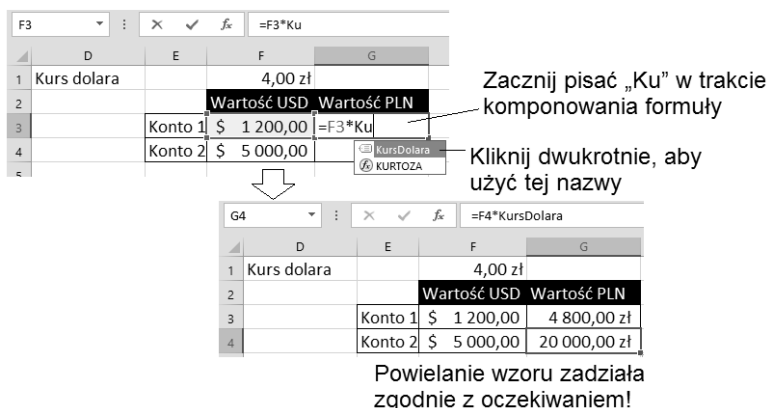 F3 fx =F3*Ku
D E F G
1 Kurs dolara 4,00 zł
2 Wartość USD Wartość PLN
3 Konto 1 $ 1 200,00 =F3*Ku
4 Konto 2 $ 5 000,00 KursDolara
5 KURTOZA
Zacznij pisać „Ku” w trakcie
komponowania formuły
Kliknij dwukrotnie, aby
użyć tej nazwy
G4 fx =F4*KursDolara
D E F G
1 Kurs dolara 4,00 zł
2 Wartość USD Wartość PLN
3 Konto 1 $ 1 200,00 4 800,00 zł
4 Konto 2 $ 5 000,00 20 000,00 zł
Powielanie wzoru zadziała
zgodnie z oczekiwaniem!